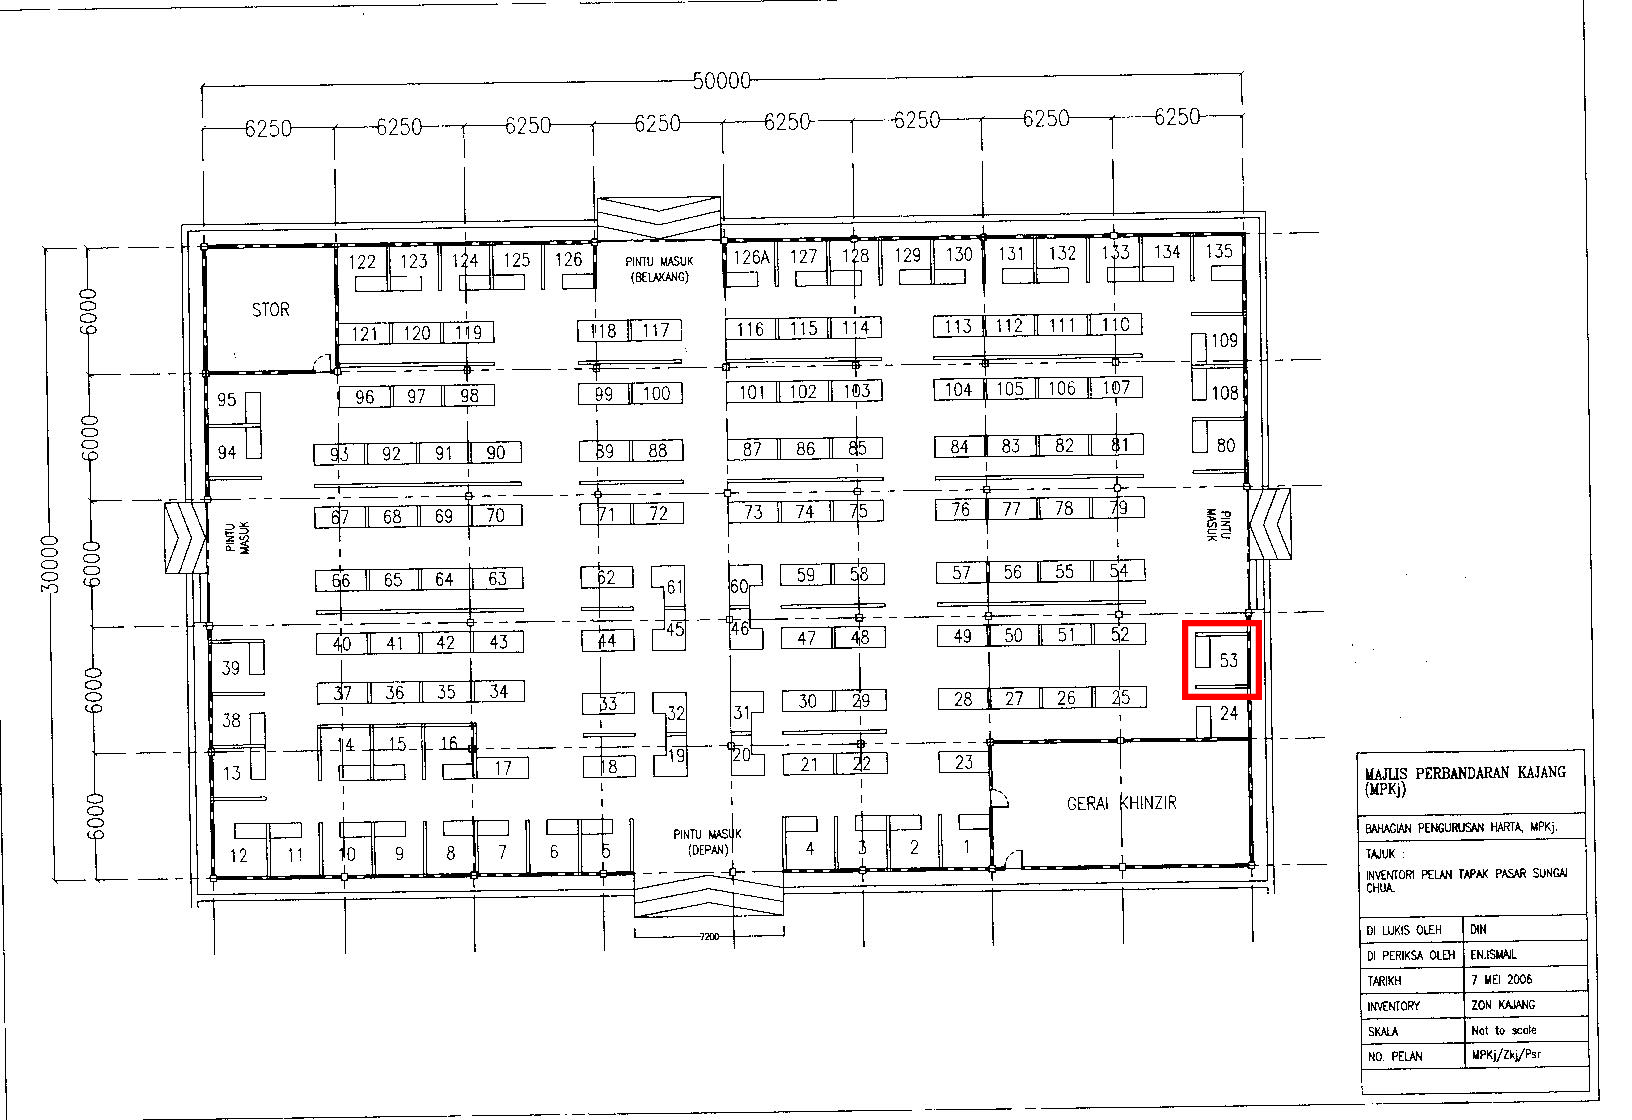 50000
6250 6250 6250 6250 6250 6250 6250 6250
30000
6000
6000
6000
6000
6000
122 123 124 125 126
PINTU MASUK
(BELAKANG)
126A 127 128 129 130 131 132 133 134 135
STOR
121 120 119 118 117 116 115 114 113 112 111 110
109
95 96 97 98 99 100 101 102 103 104 105 106 107 108
94 93 92 91 90 89 88 87 86 85 84 83 82 81 80
67 68 69 70 71 72 73 74 75 76 77 78 79
PINTU
MASUK
PINTU
MASUK
66 65 64 63 62 61 60 59 58 57 56 55 54
40 41 42 43 44 45 46 47 48 49 50 51 52
39 53
37 36 35 34 33 32 31 30 29 28 27 26 25
38 24
14 15 16 19 20
13 17 18 21 22 23
GERAI KHINZIR
PINTU MASUK
(DEPAN)
12 11 10 9 8 7 6 5 4 3 2 1
7200
MAJLIS PERBANDARAN KAJANG
(MPKj)
BAHAGIAN PENGURUSAN HARTA, MPKj.
TAJUK :
INVENTORI PELAN TAPAK PASAR SUNGAI
CHUA.
DI LUKIS OLEH DIN
DI PERIKSA OLEH EN.ISMAIL
TARIKH 7 MEI 2006
INVENTORY ZON KAJANG
SKALA Not to scale
NO. PELAN MPKj/Zkj/Psr